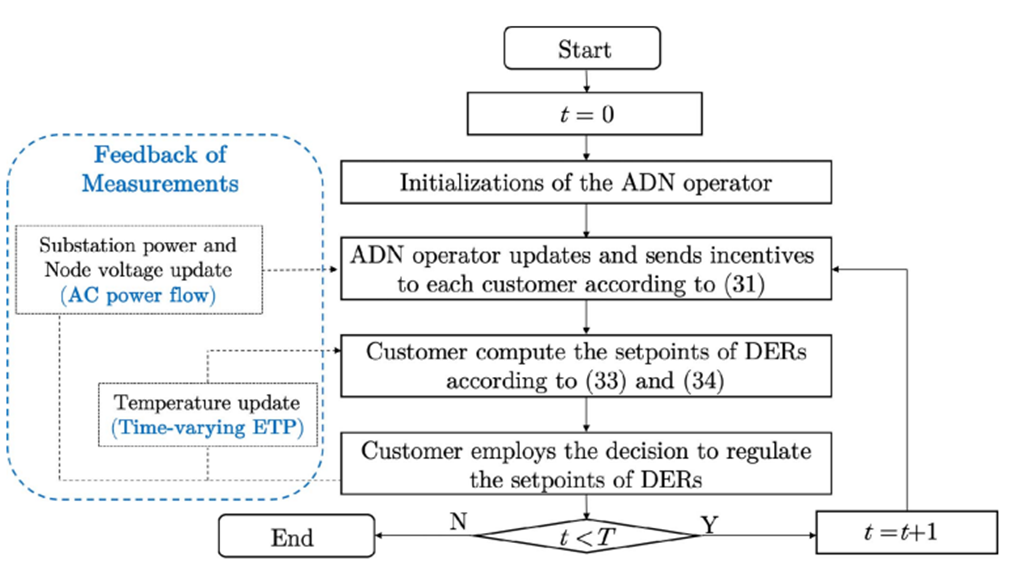 Start
t = 0
Feedback of
Measurements
Initializations of the ADN operator
Substation power and
Node voltage update
(AC power flow)
ADN operator updates and sends incentives
to each customer according to (31)
Customer compute the setpoints of DERs
according to (33) and (34)
Temperature update
(Time-varying ETP)
Customer employs the decision to regulate
the setpoints of DERs
End
N
t < T
Y
t = t+1